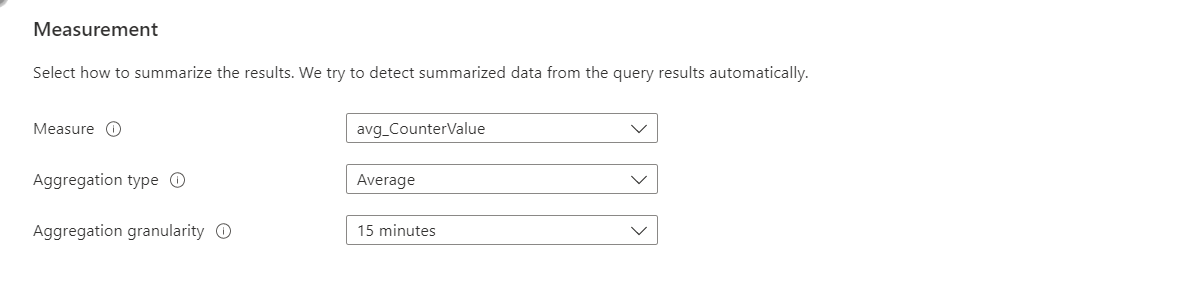 Measurement
Select how to summarize the results. We try to detect summarized data from the query results automatically.
Measure
avg_CounterValue
Aggregation type
Average
Aggregation granularity
15 minutes